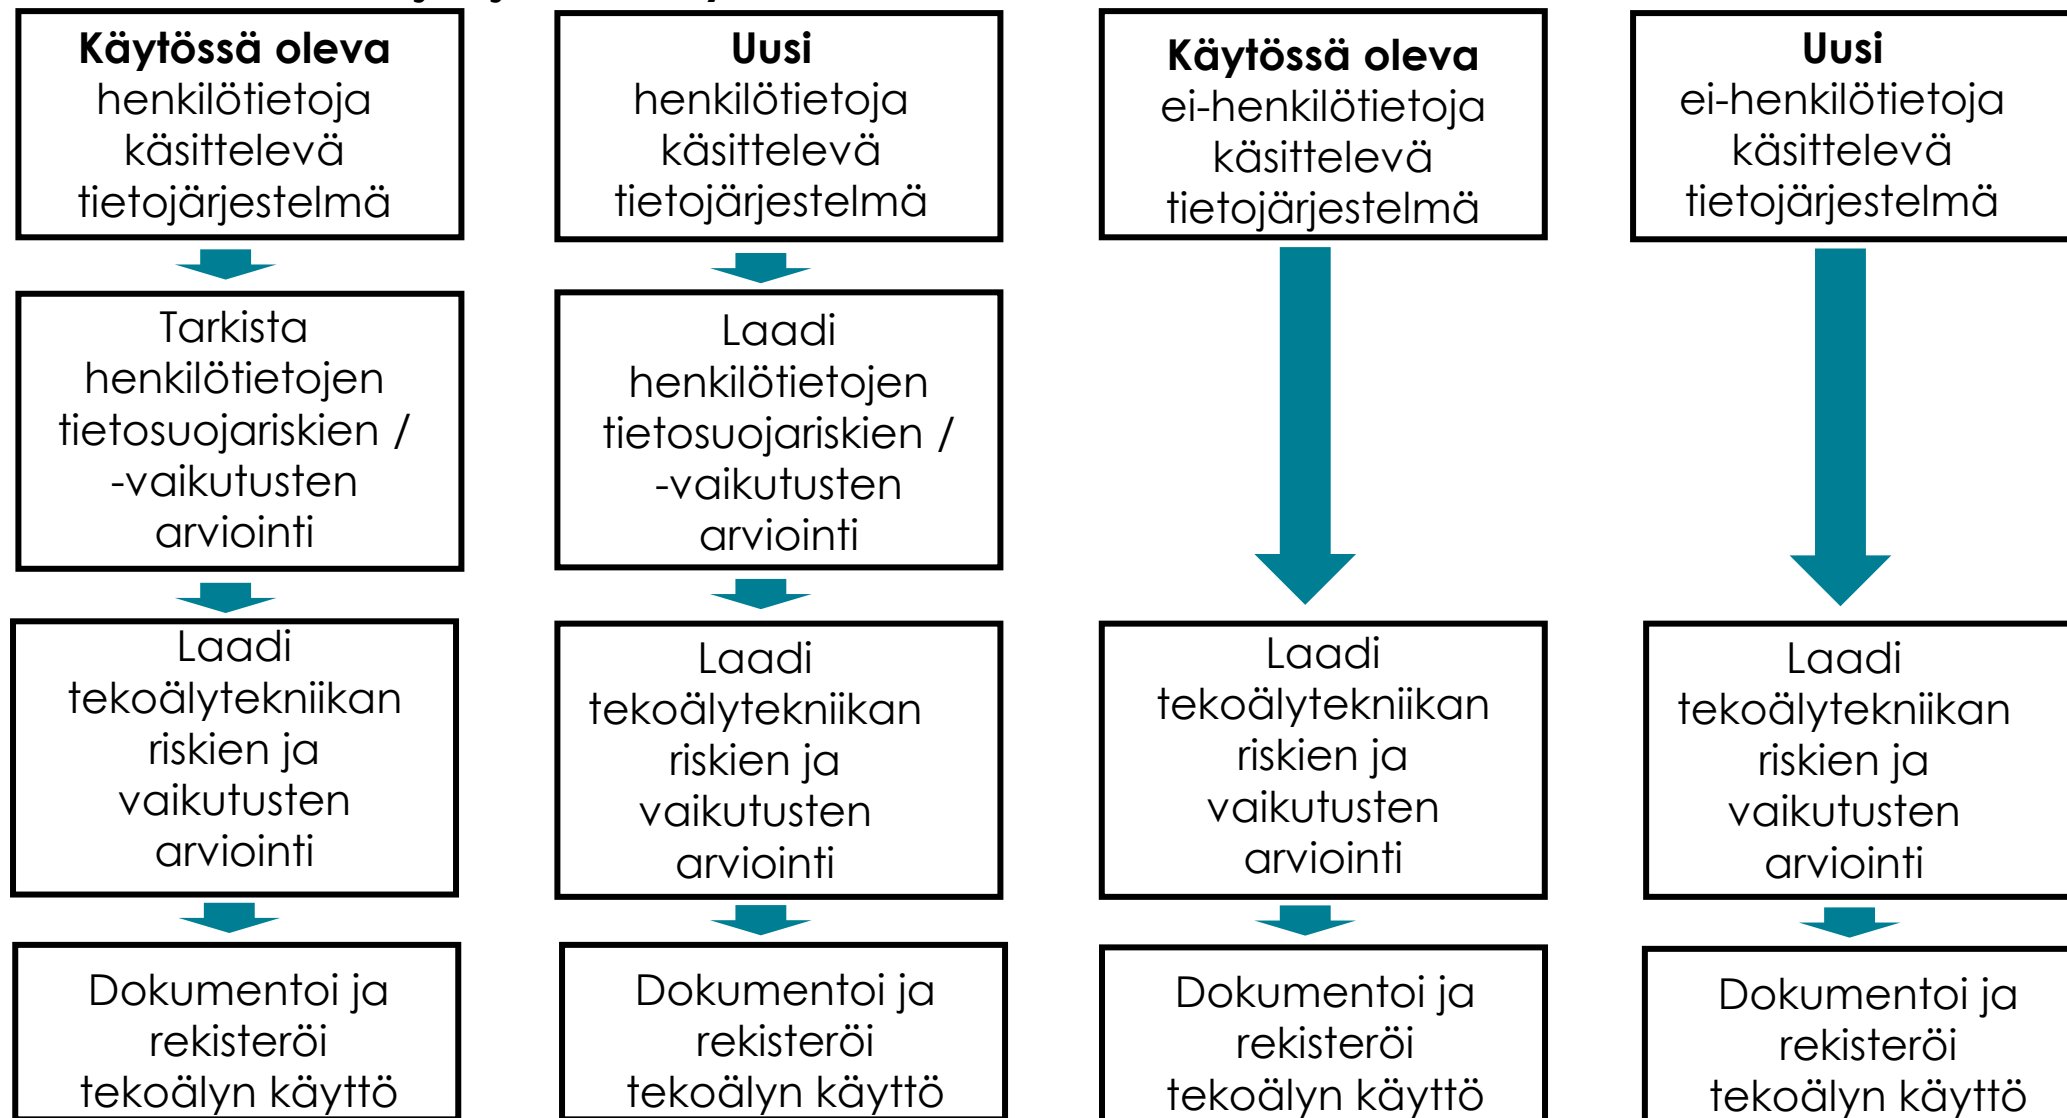 Käytössä oleva
henkilötietoja
käsittelevä
tietojärjestelmä
Tarkista
henkilötietojen
tietosuojariskien /
-vaikutusten
arviointi
Laadi
tekoälytekniikan
riskien ja
vaikutusten
arviointi
Dokumentoi ja
rekisteröi
tekoälyn käyttö
Uusi
henkilötietoja
käsittelevä
tietojärjestelmä
Laadi
henkilötietojen
tietosuojariskien /
-vaikutusten
arviointi
Laadi
tekoälytekniikan
riskien ja
vaikutusten
arviointi
Dokumentoi ja
rekisteröi
tekoälyn käyttö
Käytössä oleva
ei-henkilötietoja
käsittelevä
tietojärjestelmä
Laadi
tekoälytekniikan
riskien ja
vaikutusten
arviointi
Dokumentoi ja
rekisteröi
tekoälyn käyttö
Uusi
ei-henkilötietoja
käsittelevä
tietojärjestelmä
Laadi
tekoälytekniikan
riskien ja
vaikutusten
arviointi
Dokumentoi ja
rekisteröi
tekoälyn käyttö